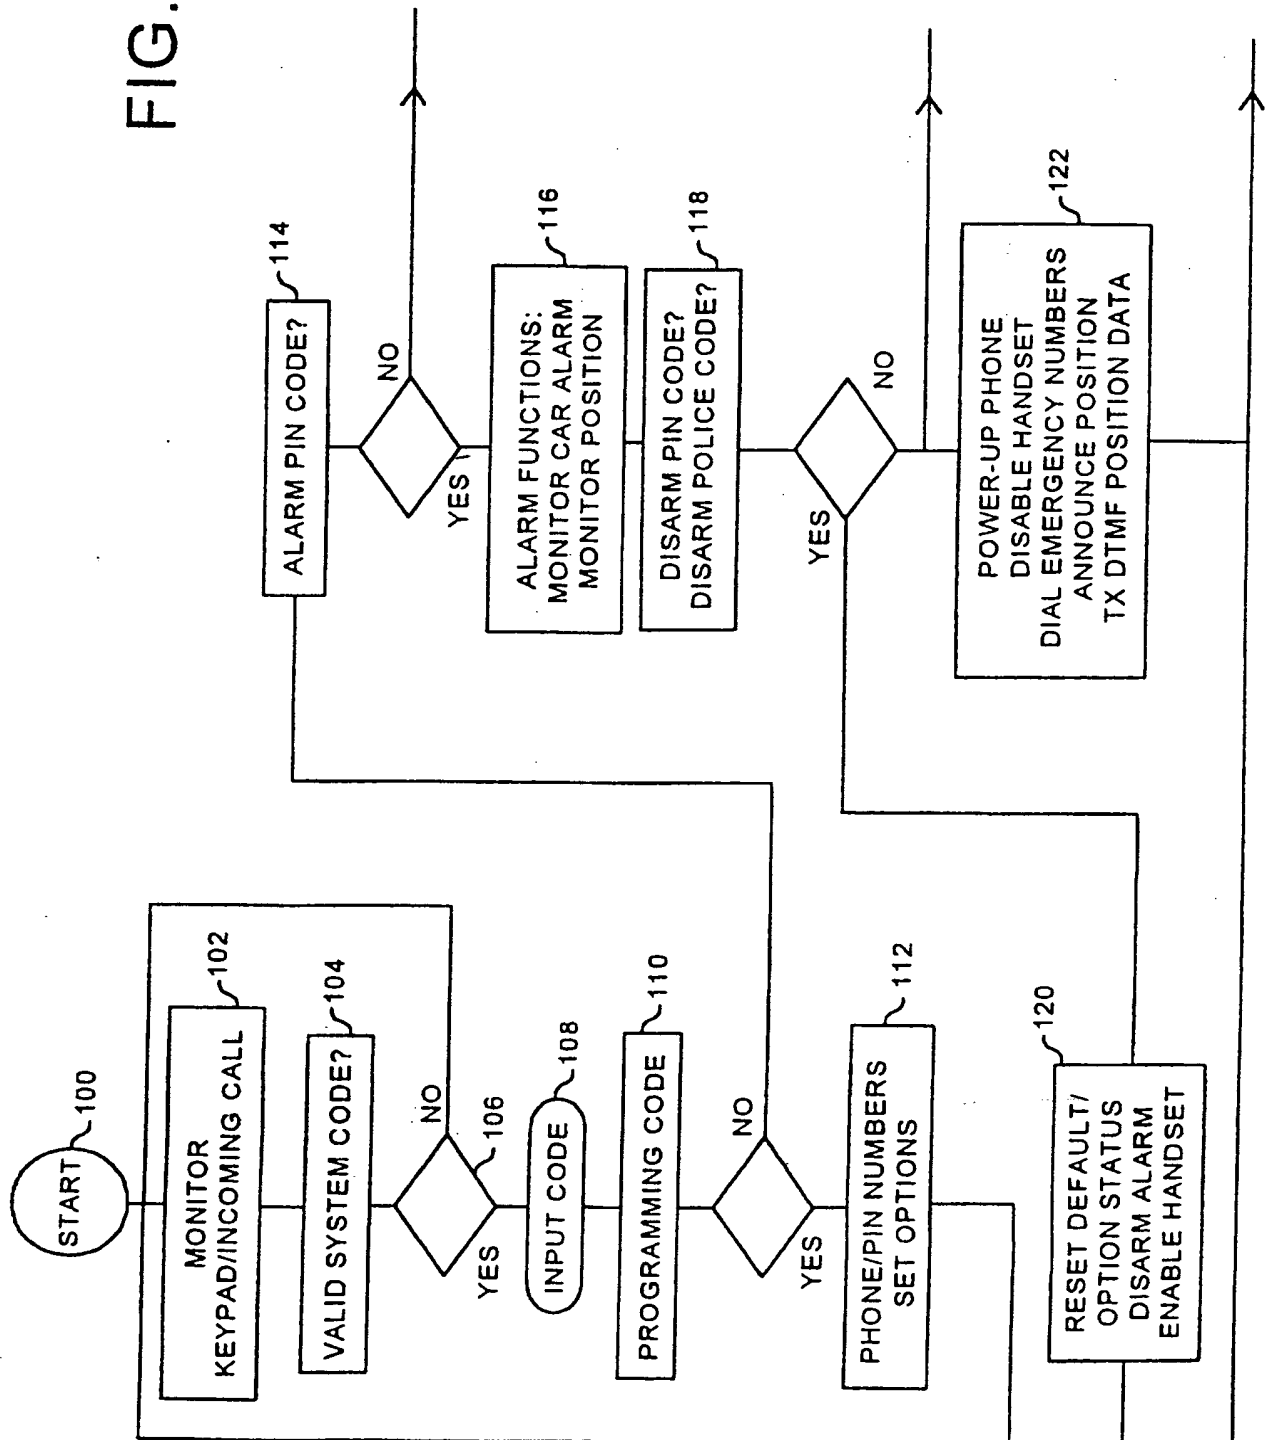 FIG.
START
100
MONITOR
KEYPAD/INCOMING CALL
102
VALID SYSTEM CODE?
104
NO
106
YES
INPUT CODE
108
PROGRAMMING CODE
110
NO
YES
PHONE/PIN NUMBERS
SET OPTIONS
112
RESET DEFAULT/
OPTION STATUS
DISARM ALARM
ENABLE HANDSET
120
ALARM PIN CODE?
114
NO
YES
ALARM FUNCTIONS:
MONITOR CAR ALARM
MONITOR POSITION
116
DISARM PIN CODE?
DISARM POLICE CODE?
118
YES
NO
POWER-UP PHONE
DISABLE HANDSET
DIAL EMERGENCY NUMBERS
ANNOUNCE POSITION
TX DTMF POSITION DATA
122